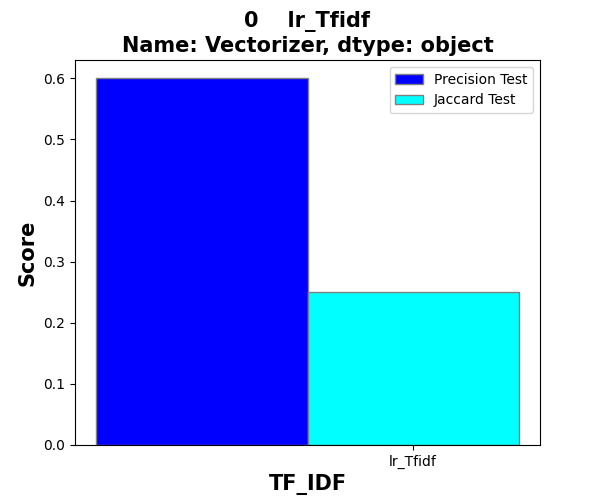 0    lr_Tfidf
Name: Vectorizer, dtype: object
Precision Test
Jaccard Test
Score
0.6
0.5
0.4
0.3
0.2
0.1
0.0
lr_Tfidf
TF_IDF